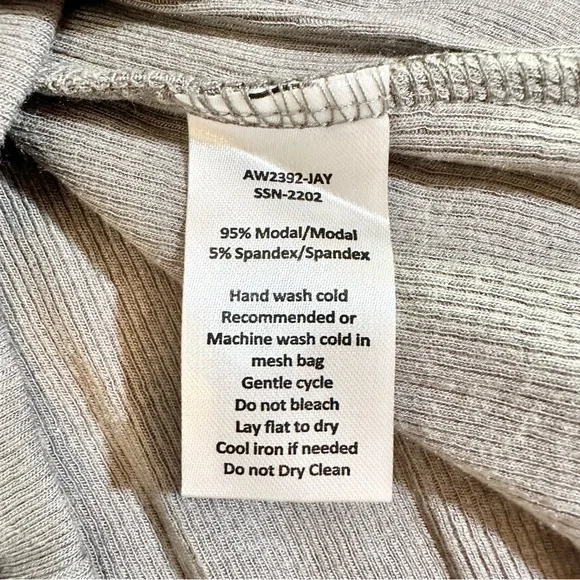 AW2392-JAY
SSN-2202
95% Modal/Modal
5% Spandex/Spandex
Hand wash cold
Recommended or
Machine wash cold in
mesh bag
Gentle cycle
Do not bleach
Lay flat to dry
Cool iron if needed
Do not Dry Clean